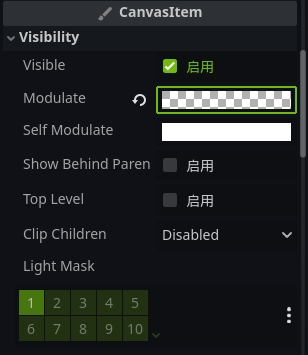 CanvasItem
Visibility
Visible 启用
Modulate
Self Modulate
Show Behind Paren 启用
Top Level 启用
Clip Children Disabled
Light Mask
1 2 3 4 5
6 7 8 9 10